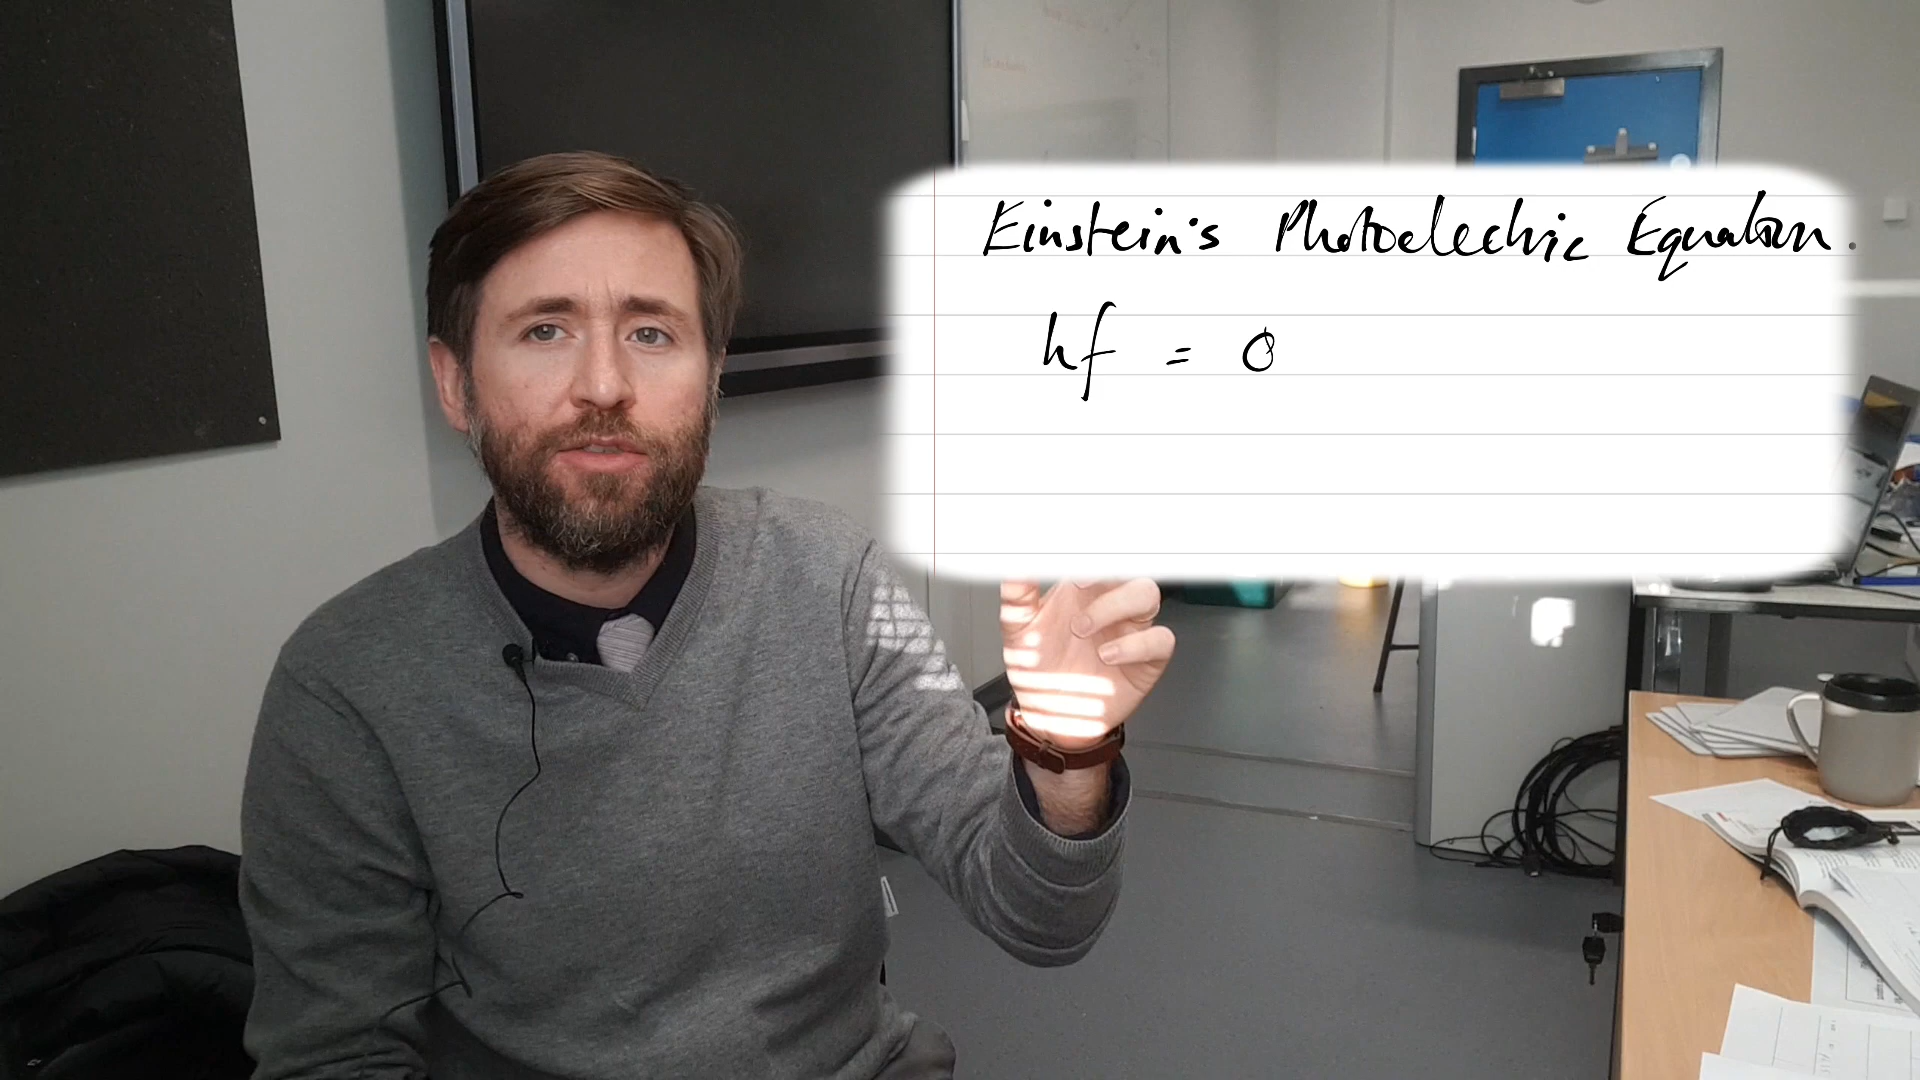 Einstein's Photoelectric Equation.
hf = Φ